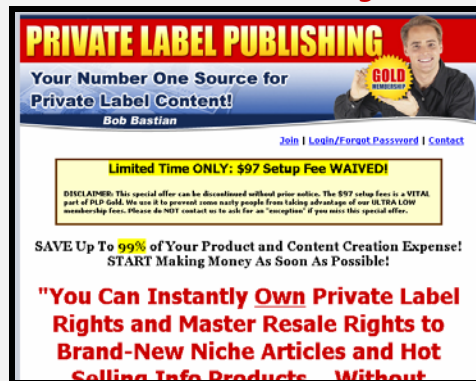 PRIVATE LABEL PUBLISHING
Your Number One Source for
Private Label Content!
Bob Bastian
GOLD
MEMBERSHIP
Join | Login/Forgot Password | Contact
Limited Time ONLY: $97 Setup Fee WAIVED!
DISCLAIMER: This special offer can be discontinued without prior notice. The $97 setup fees is a VITAL
part of PLP Gold. We use it to prevent some nasty people from taking advantage of our ULTRA LOW
membership fees. Please do NOT contact us to ask for an "exception" if you miss this special offer.
SAVE Up To 99% of Your Product and Content Creation Expense!
START Making Money As Soon As Possible!
"You Can Instantly Own Private Label
Rights and Master Resale Rights to
Brand-New Niche Articles and Hot
Selling Info Products... Without